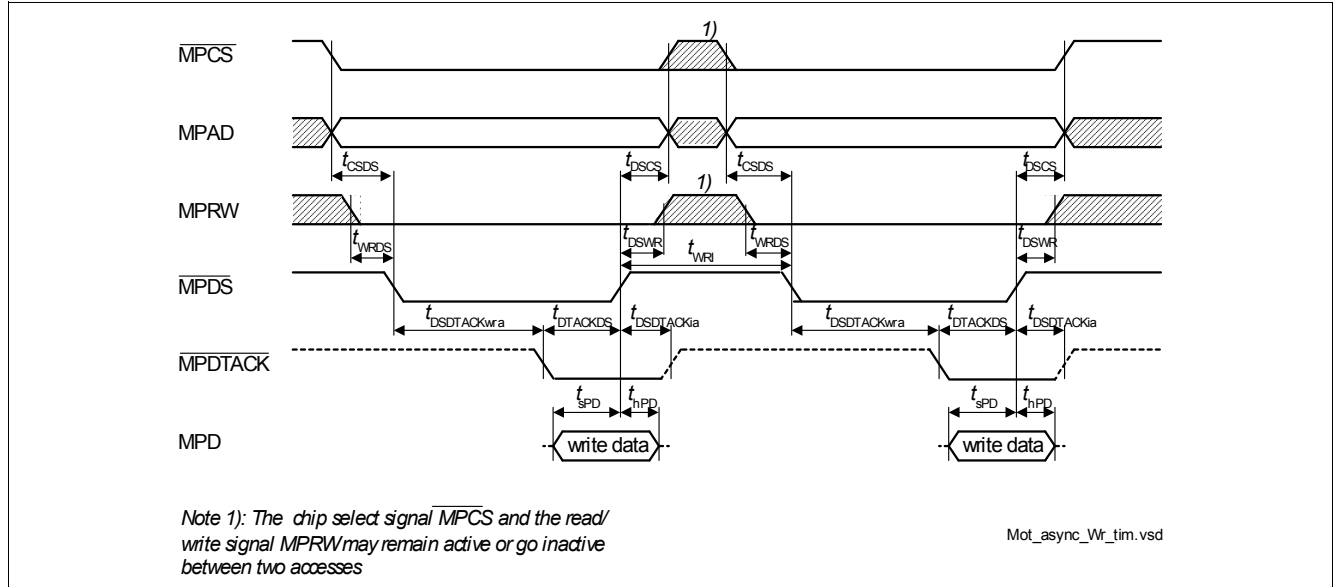 1)
MPCS
MPAD
tCSDS tDSCS tCSDS tDSCS
1)
MPRW
tWRDS tDSWR tWRDS tDSWR
tWRI
MPDS
tDSDTACKwra tDTACKDS tDSDTACKia tDSDTACKwra tDTACKDS tDSDTACKia
MPDTACK
tsPD thPD tsPD thPD
MPD write data write data
Note 1): The chip select signal MPCS and the read/
write signal MPRW may remain active or go inactive
between two accesses
Mot_async_Wr_tim.vsd